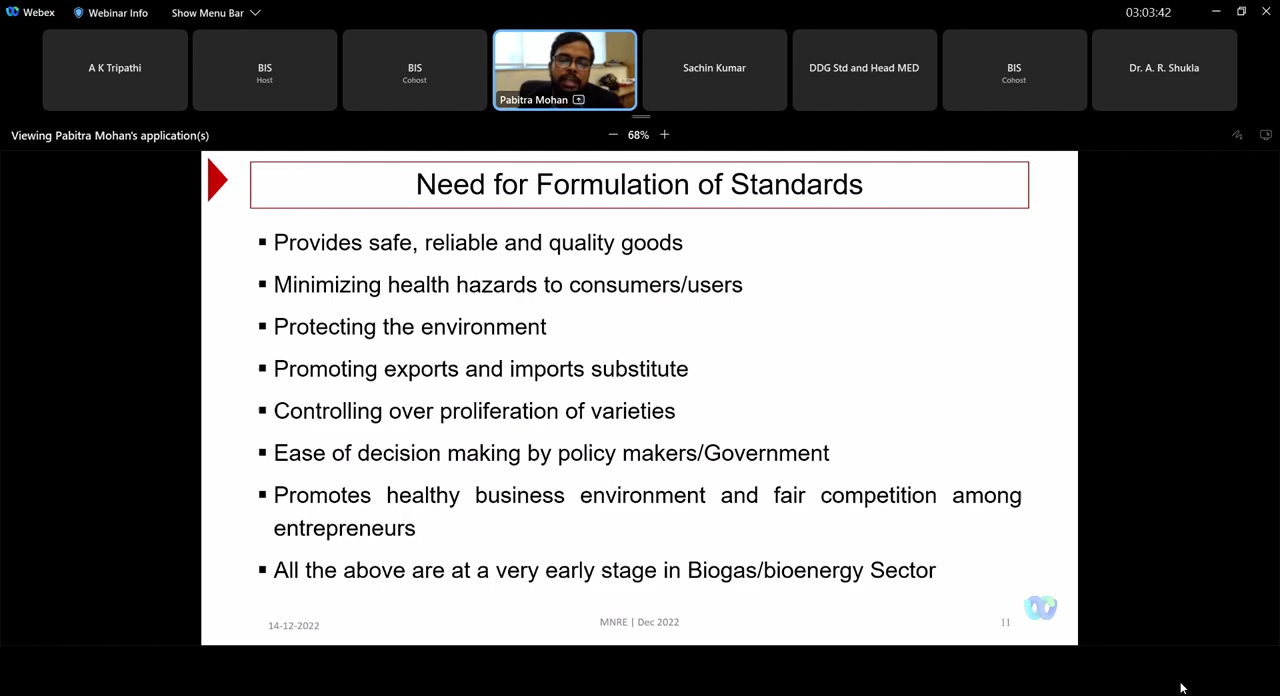 Webex
Webinar Info
Show Menu Bar
03:03:42
A K Tripathi
BIS
Host
BIS
Cohost
Pabitra Mohan
Sachin Kumar
DDG Std and Head MED
BIS
Cohost
Dr. A. R. Shukla
Viewing Pabitra Mohan's application(s)
68%
Need for Formulation of Standards
▪ Provides safe, reliable and quality goods
▪ Minimizing health hazards to consumers/users
▪ Protecting the environment
▪ Promoting exports and imports substitute
▪ Controlling over proliferation of varieties
▪ Ease of decision making by policy makers/Government
▪ Promotes healthy business environment and fair competition among
entrepreneurs
▪ All the above are at a very early stage in Biogas/bioenergy Sector
14-12-2022
MNRE | Dec 2022
11